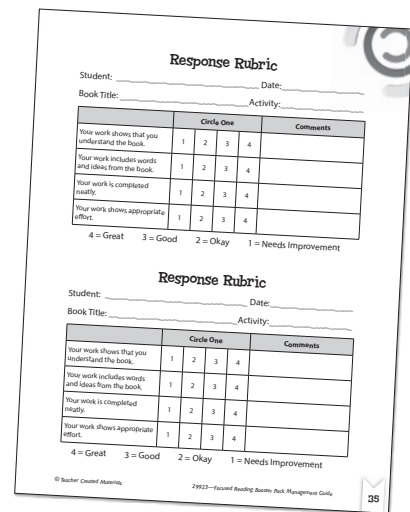 Response Rubric
Student: Date:
Book Title: Activity:
Circle One Comments
Your work shows that you
understand the book. 1 2 3 4
Your work includes words
and ideas from the book. 1 2 3 4
Your work is completed
neatly. 1 2 3 4
Your work shows appropriate
effort. 1 2 3 4
4 = Great 3 = Good 2 = Okay 1 = Needs Improvement
Response Rubric
Student: Date:
Book Title: Activity:
Circle One Comments
Your work shows that you
understand the book. 1 2 3 4
Your work includes words
and ideas from the book. 1 2 3 4
Your work is completed
neatly. 1 2 3 4
Your work shows appropriate
effort. 1 2 3 4
4 = Great 3 = Good 2 = Okay 1 = Needs Improvement
© Teacher Created Materials 29923—Focused Reading: Booster Pack Management Guide 35